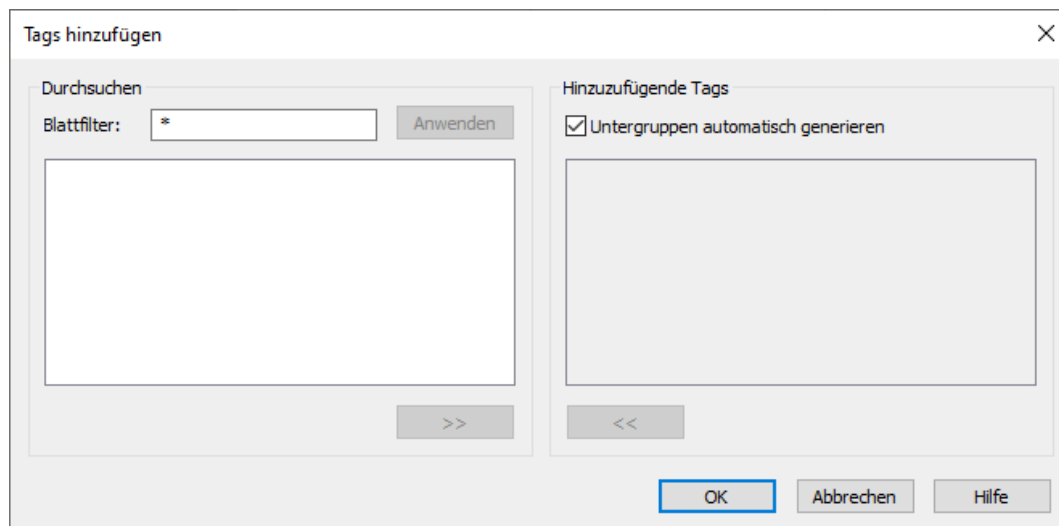 Tags hinzufügen
Durchsuchen
Blattfilter: * Anwenden
>>
Hinzuzufügende Tags
Untergruppen automatisch generieren
<<
OK Abbrechen Hilfe